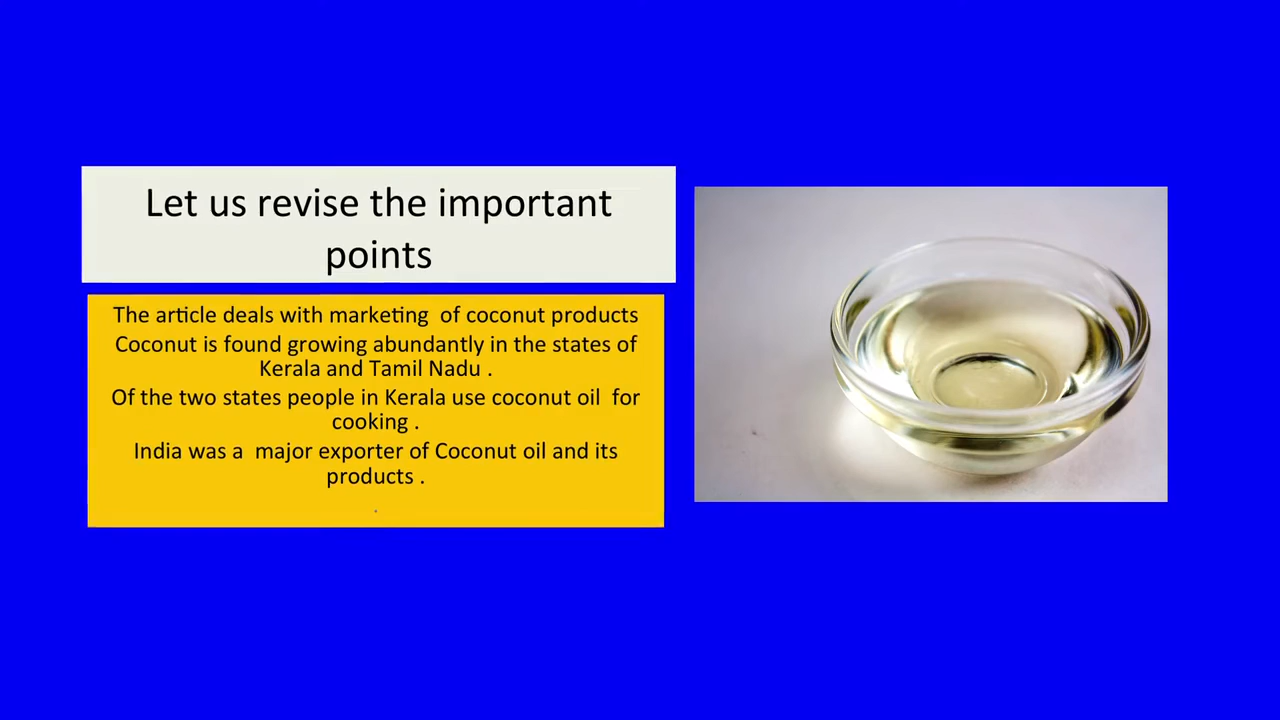 Let us revise the important
points
The article deals with marketing  of coconut products
Coconut is found growing abundantly in the states of
Kerala and Tamil Nadu .
Of the two states people in Kerala use coconut oil  for
cooking .
India was a  major exporter of Coconut oil and its
products .
.